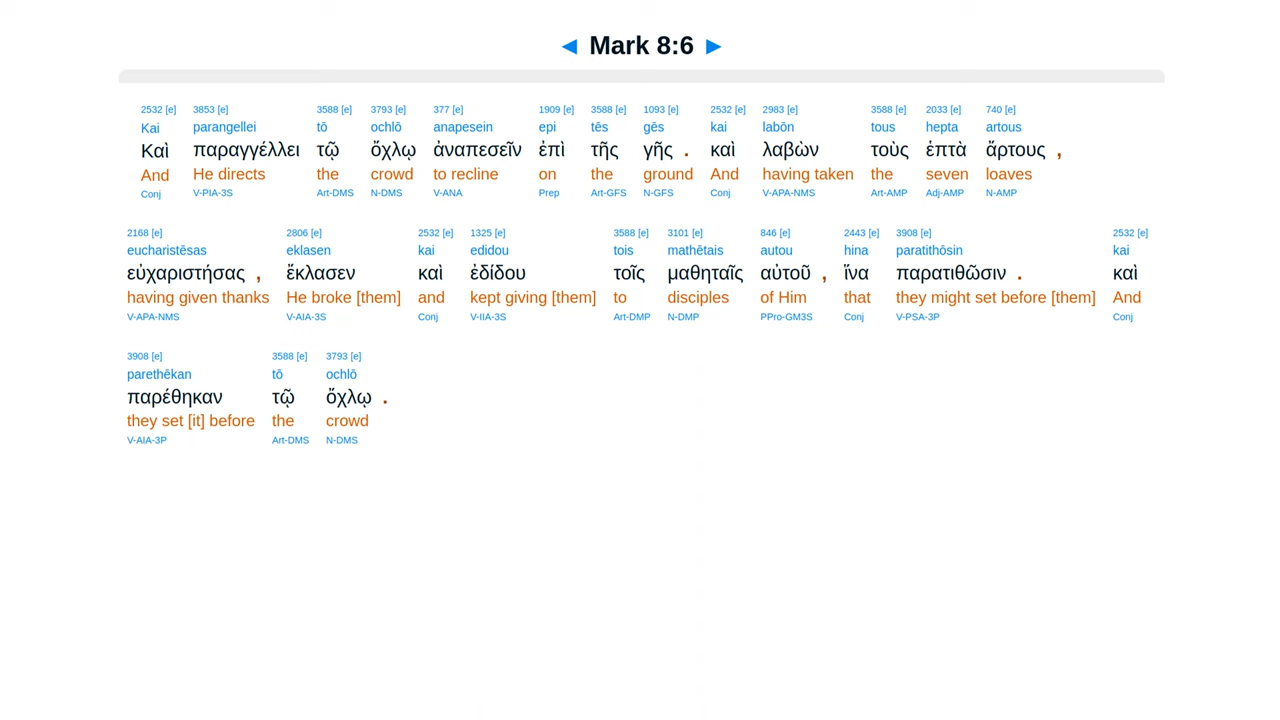 ◄ Mark 8:6 ►
2532 [e] 3853 [e] 3588 [e] 3793 [e] 377 [e] 1909 [e] 3588 [e] 1093 [e] 2532 [e] 2983 [e] 3588 [e] 2033 [e] 740 [e]
Kai parangellei tō ochlō anapesein epi tēs gēs kai labōn tous hepta artous
Καὶ παραγγέλλει τῷ ὄχλῳ ἀναπεσεῖν ἐπὶ τῆς γῆς . καὶ λαβὼν τοὺς ἑπτὰ ἄρτους ,
And He directs the crowd to recline on the ground And having taken the seven loaves
Conj V-PIA-3S Art-DMS N-DMS V-ANA Prep Art-GFS N-GFS Conj V-APA-NMS Art-AMP Adj-AMP N-AMP
2168 [e] 2806 [e] 2532 [e] 1325 [e] 3588 [e] 3101 [e] 846 [e] 2443 [e] 3908 [e] 2532 [e]
eucharistēsas eklasen kai edidou tois mathētais autou hina paratithōsin kai
εὐχαριστήσας , ἔκλασεν καὶ ἐδίδου τοῖς μαθηταῖς αὐτοῦ , ἵνα παρατιθῶσιν . καὶ
having given thanks He broke [them] and kept giving [them] to disciples of Him that they might set before [them] And
V-APA-NMS V-AIA-3S Conj V-IIA-3S Art-DMP N-DMP PPro-GM3S Conj V-PSA-3P Conj
3908 [e] 3588 [e] 3793 [e]
parethēkan tō ochlō
παρέθηκαν τῷ ὄχλῳ .
they set [it] before the crowd
V-AIA-3P Art-DMS N-DMS